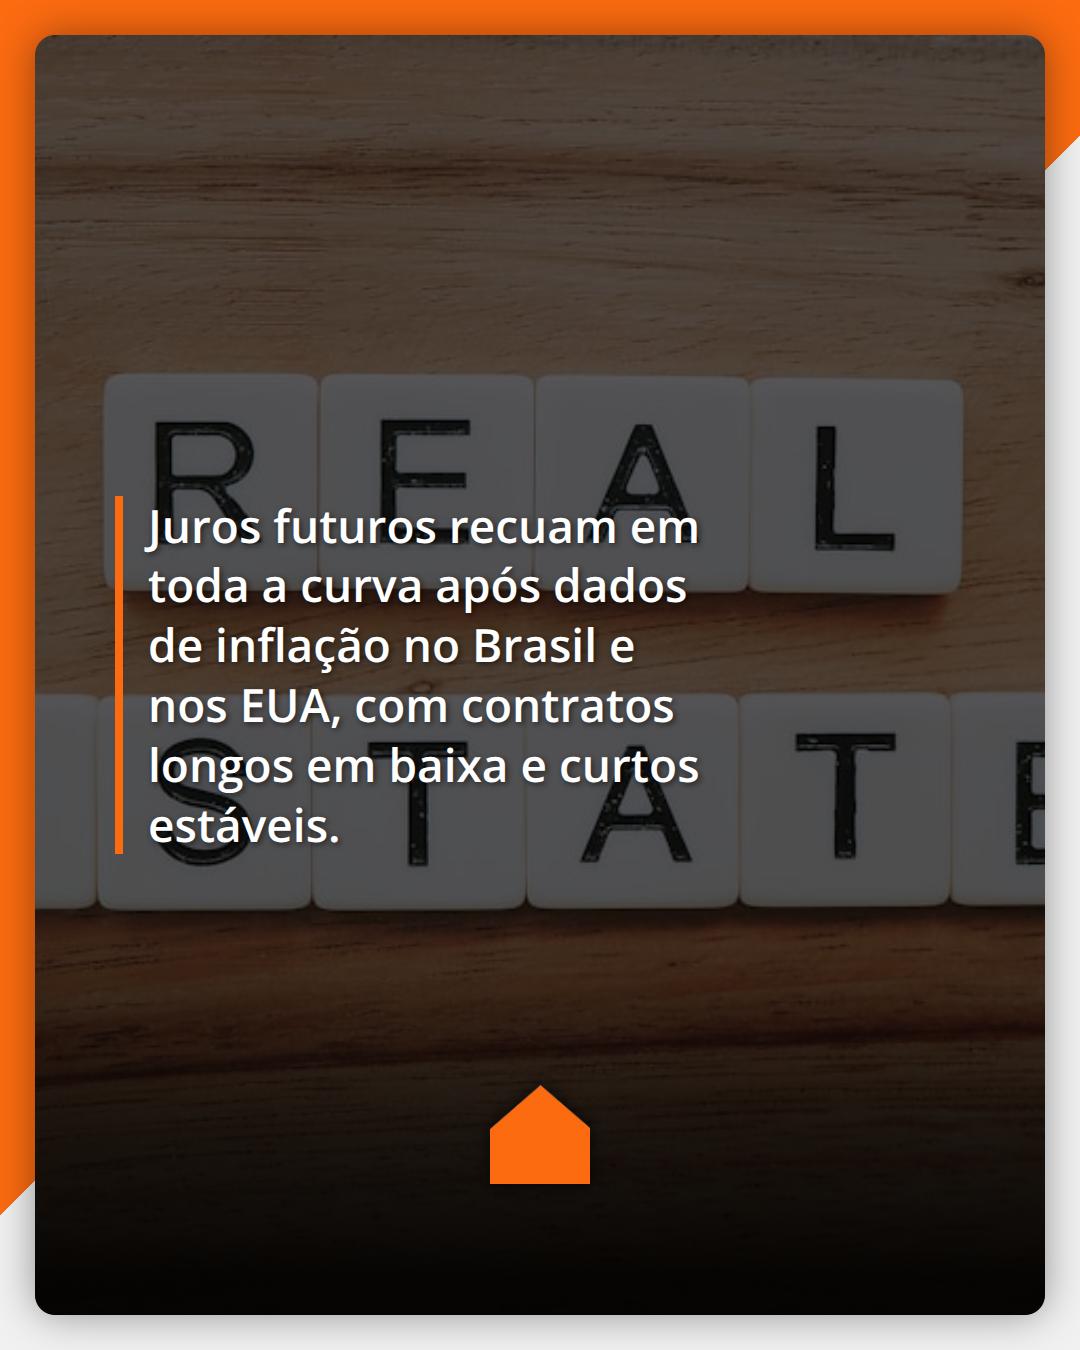 REAL
Juros futuros recuam em
toda a curva após dados
de inflação no Brasil e
nos EUA, com contratos
longos em baixa e curtos
estáveis.
STATE